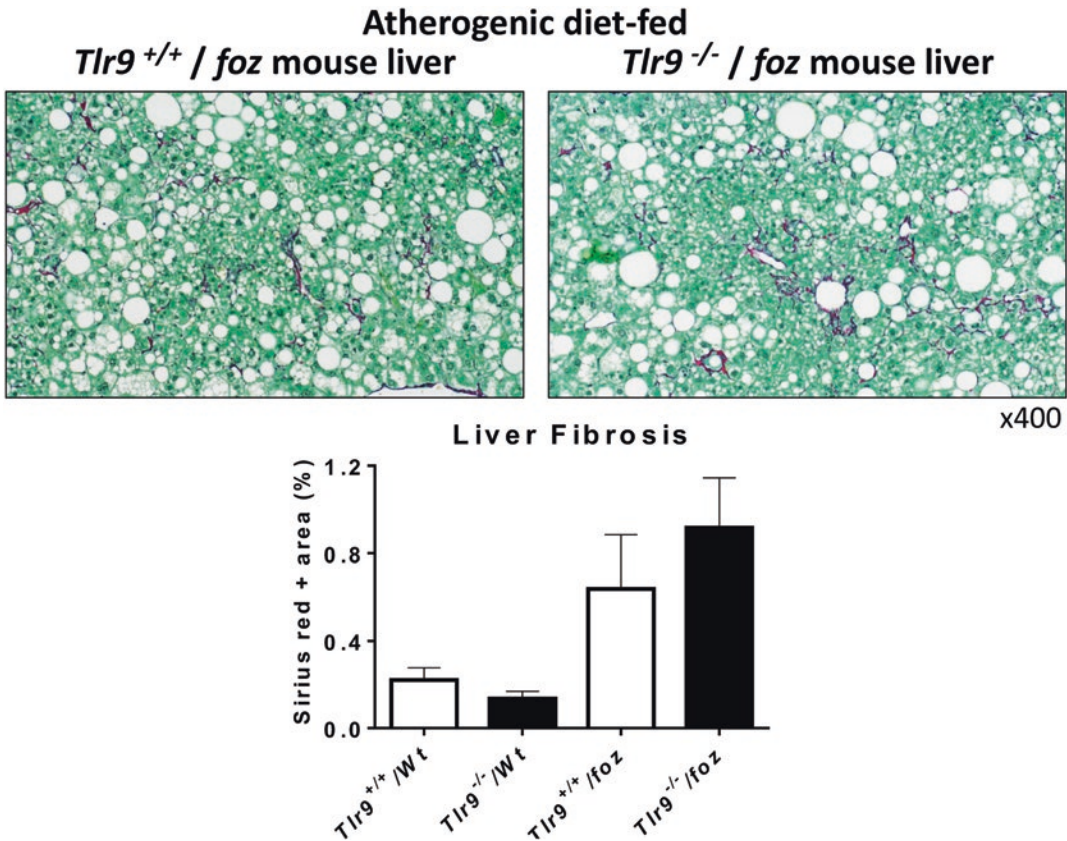 Atherogenic diet-fed
Tlr9 +/+ / foz mouse liver
Tlr9 -/- / foz mouse liver
x400
Liver Fibrosis
Sirius red + area (%)
1.2
0.8
0.4
0.0
Tlr9+/+/Wt
Tlr9-/-/Wt
Tlr9+/+/foz
Tlr9-/-/foz